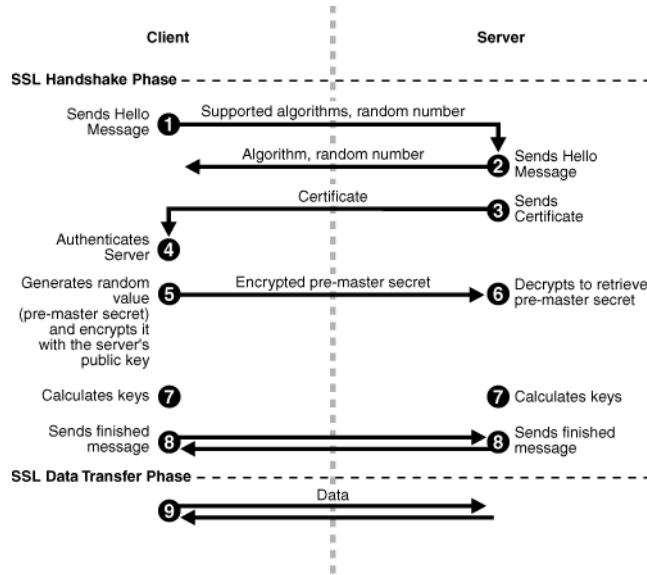 Client
Server
SSL Handshake Phase
Sends Hello
Message
1
Supported algorithms, random number
Algorithm, random number
2
Sends Hello
Message
Certificate
3
Sends
Certificate
Authenticates
Server
4
Generates random
value
(pre-master secret)
and encrypts it
with the server's
public key
5
Encrypted pre-master secret
6
Decrypts to retrieve
pre-master secret
Calculates keys
7
7
Calculates keys
Sends finished
message
8
8
Sends finished
message
SSL Data Transfer Phase
9
Data